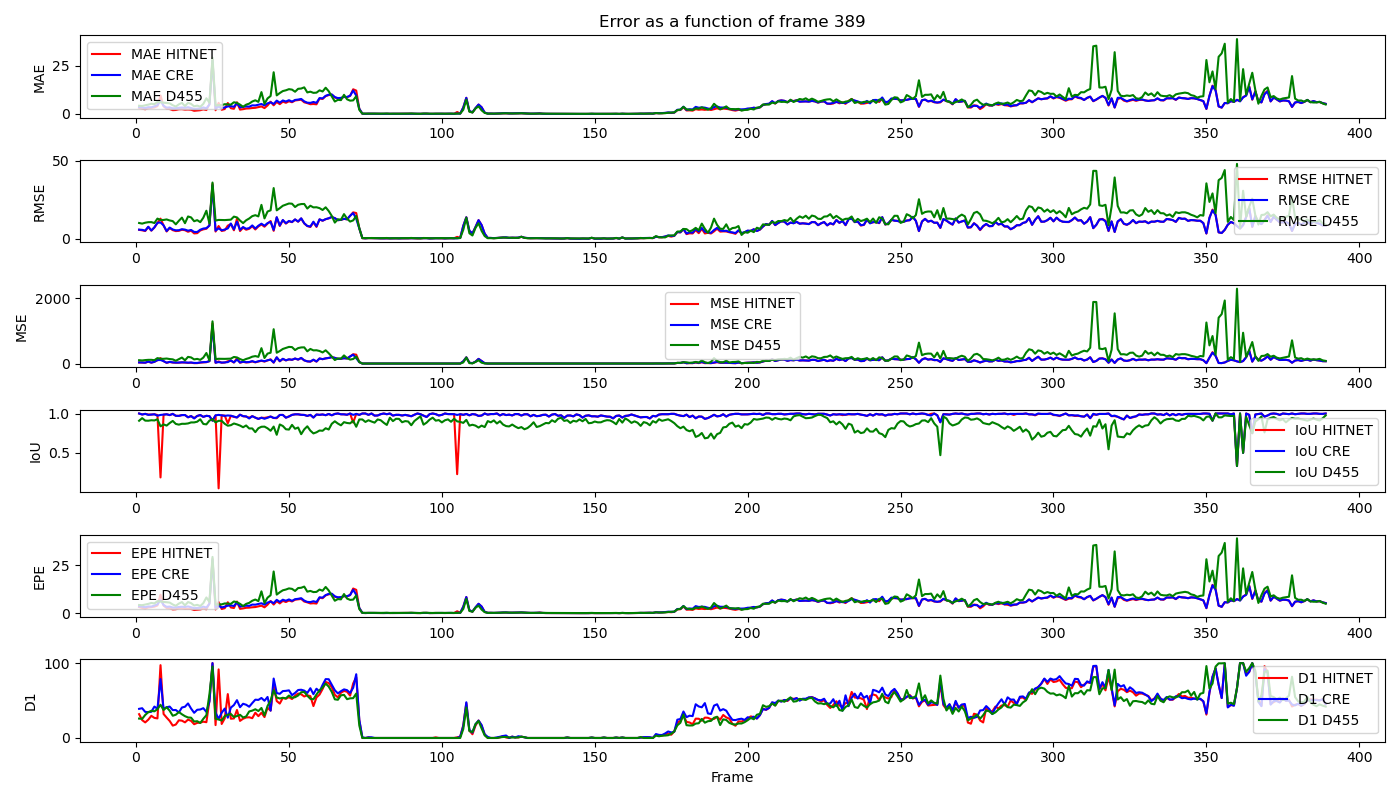 Error as a function of frame 389
MAE
25
0
MAE HITNET
MAE CRE
MAE D455
0 50 100 150 200 250 300 350 400
RMSE
50
0
RMSE HITNET
RMSE CRE
RMSE D455
0 50 100 150 200 250 300 350 400
MSE
2000
0
MSE HITNET
MSE CRE
MSE D455
0 50 100 150 200 250 300 350 400
IoU
1.0
0.5
IoU HITNET
IoU CRE
IoU D455
0 50 100 150 200 250 300 350 400
EPE
25
0
EPE HITNET
EPE CRE
EPE D455
0 50 100 150 200 250 300 350 400
D1
100
0
D1 HITNET
D1 CRE
D1 D455
0 50 100 150 200 250 300 350 400
Frame